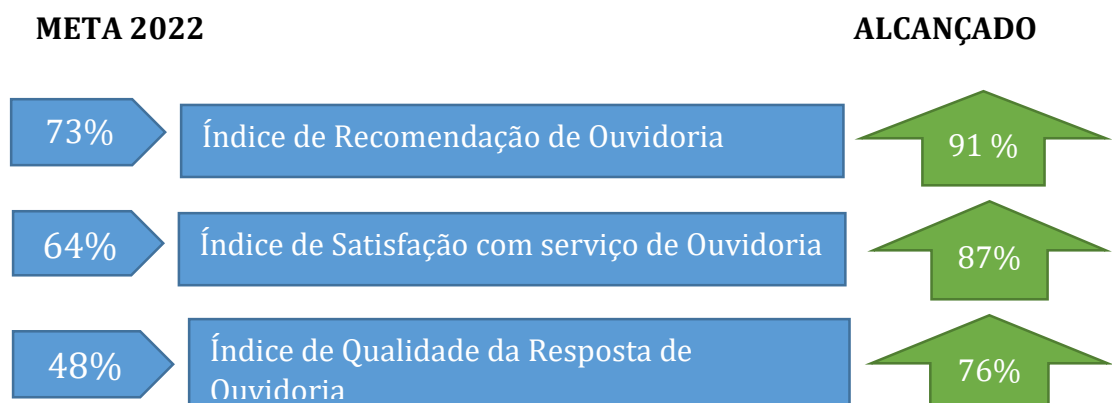 META 2022 ALCANÇADO
73% Índice de Recomendação de Ouvidoria 91 %
64% Índice de Satisfação com serviço de Ouvidoria 87%
48% Índice de Qualidade da Resposta de
Ouvidoria
76%